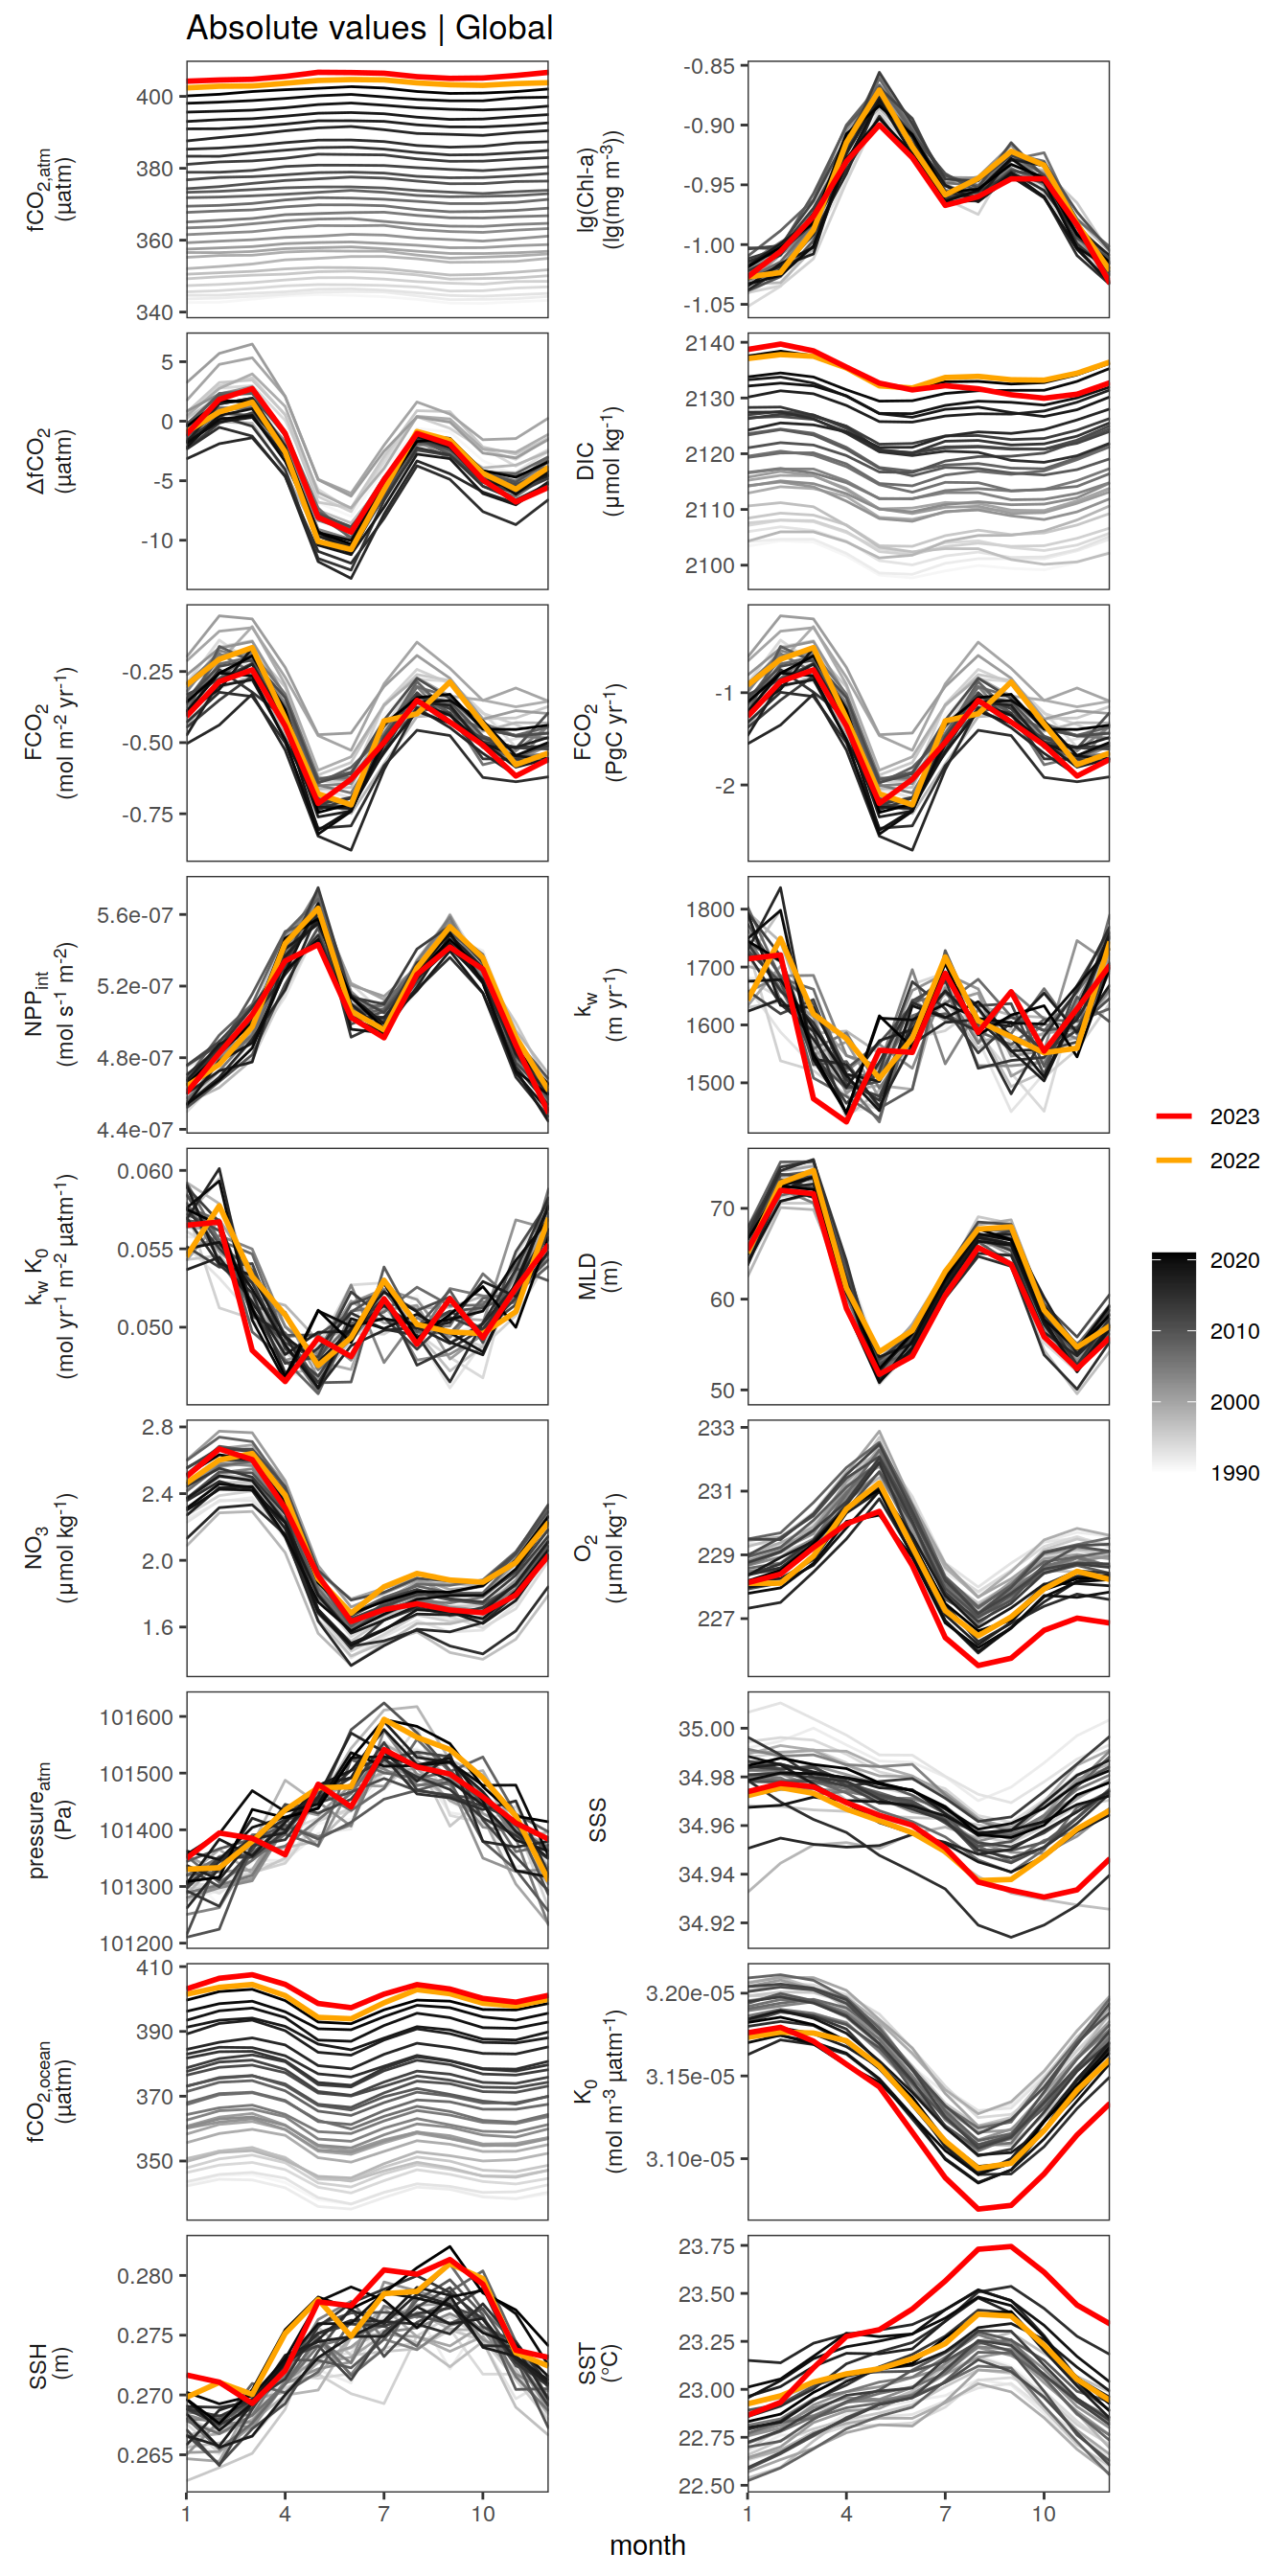 Absolute values | Global
fCO2,atm
(µatm)
400
380
360
340
lg(Chl-a)
(lg(mg m-3))
-0.85
-0.90
-0.95
-1.00
-1.05
ΔfCO2
(µatm)
5
0
-5
-10
DIC
(µmol kg-1)
2140
2130
2120
2110
2100
FCO2
(mol m-2 yr-1)
-0.25
-0.50
-0.75
FCO2
(PgC yr-1)
-1
-2
NPPint
(mol s-1 m-2)
5.6e-07
5.2e-07
4.8e-07
4.4e-07
kw
(m yr-1)
1800
1700
1600
1500
kw K0
(mol yr-1 m-2 µatm-1)
0.060
0.055
0.050
MLD
(m)
70
60
50
NO3
(µmol kg-1)
2.8
2.4
2.0
1.6
O2
(µmol kg-1)
233
231
229
227
pressureatm
(Pa)
101600
101500
101400
101300
101200
SSS
35.00
34.98
34.96
34.94
34.92
fCO2,ocean
(µatm)
410
390
370
350
K0
(mol m-3 µatm-1)
3.20e-05
3.15e-05
3.10e-05
SSH
(m)
0.280
0.275
0.270
0.265
SST
(°C)
23.75
23.50
23.25
23.00
22.75
22.50
1 4 7 10
1 4 7 10
month
2023
2022
2020
2010
2000
1990